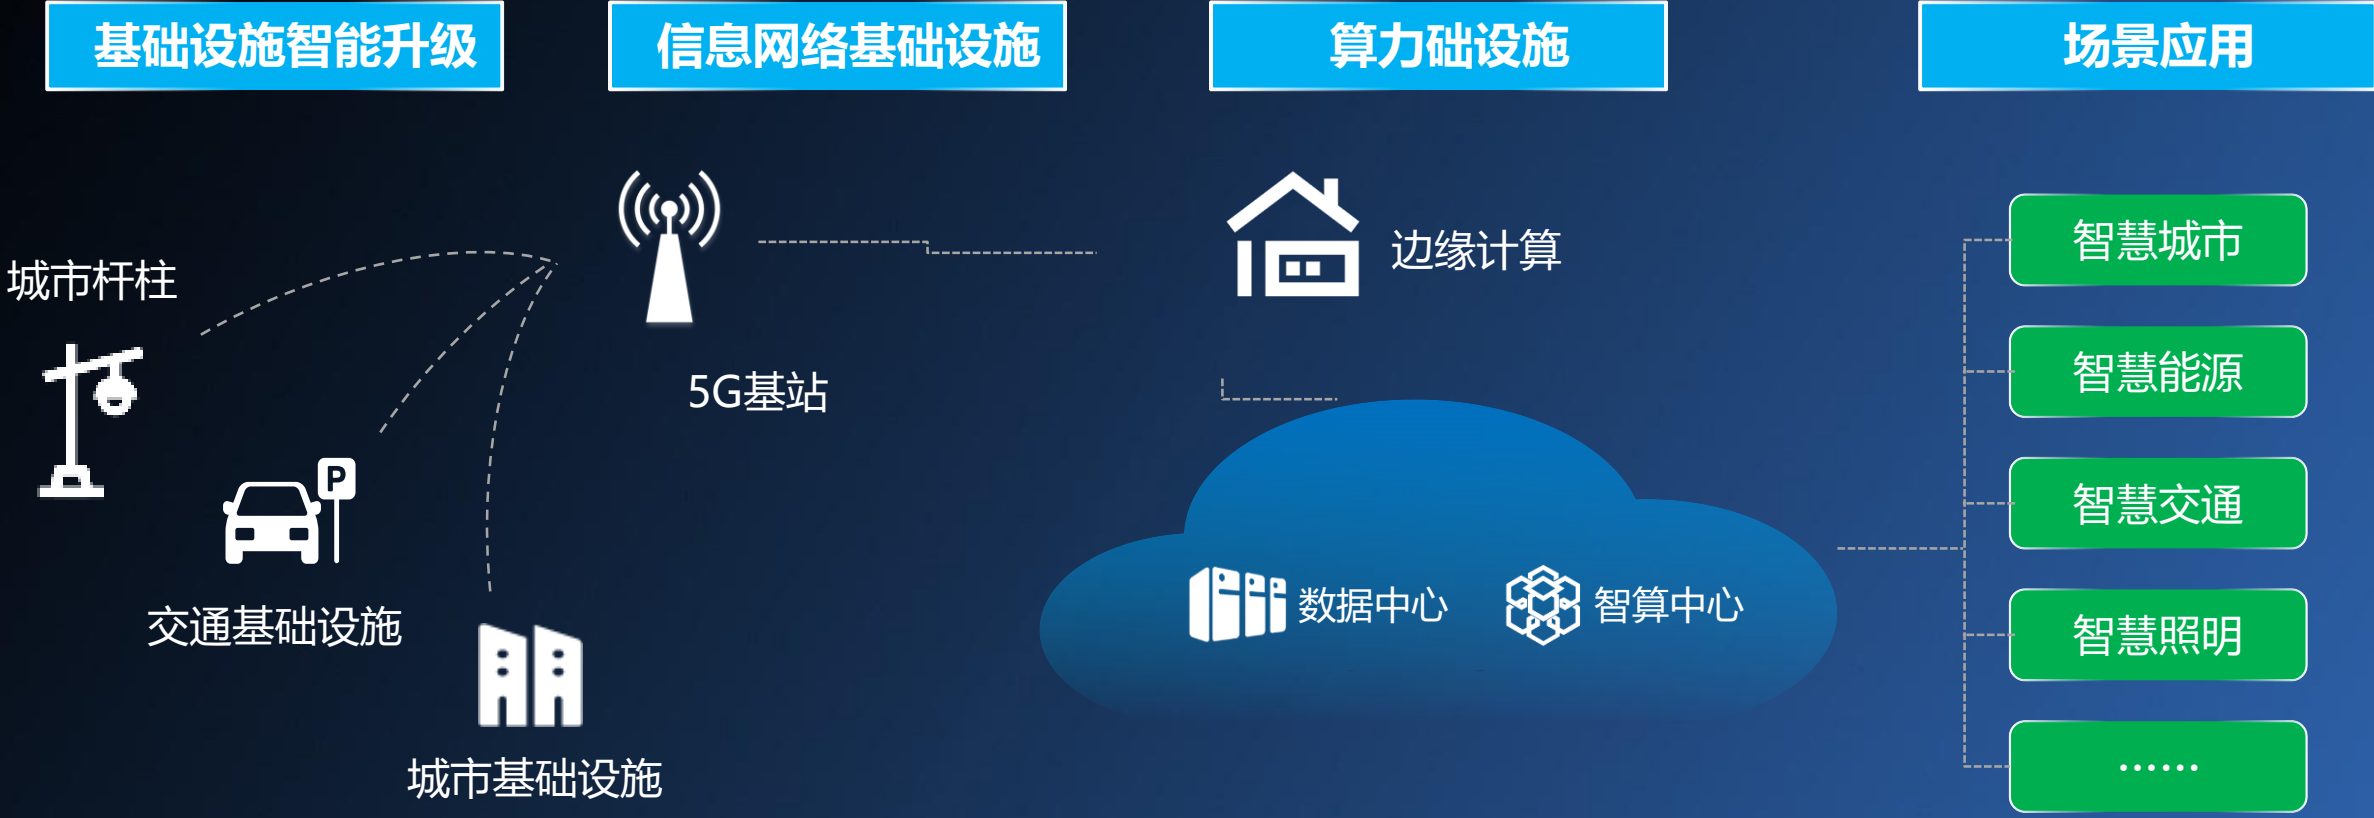 基础设施智能升级
信息网络基础设施
算力础设施
场景应用
城市杆柱
P
交通基础设施
城市基础设施
5G基站
边缘计算
数据中心
智算中心
智慧城市
智慧能源
智慧交通
智慧照明
……